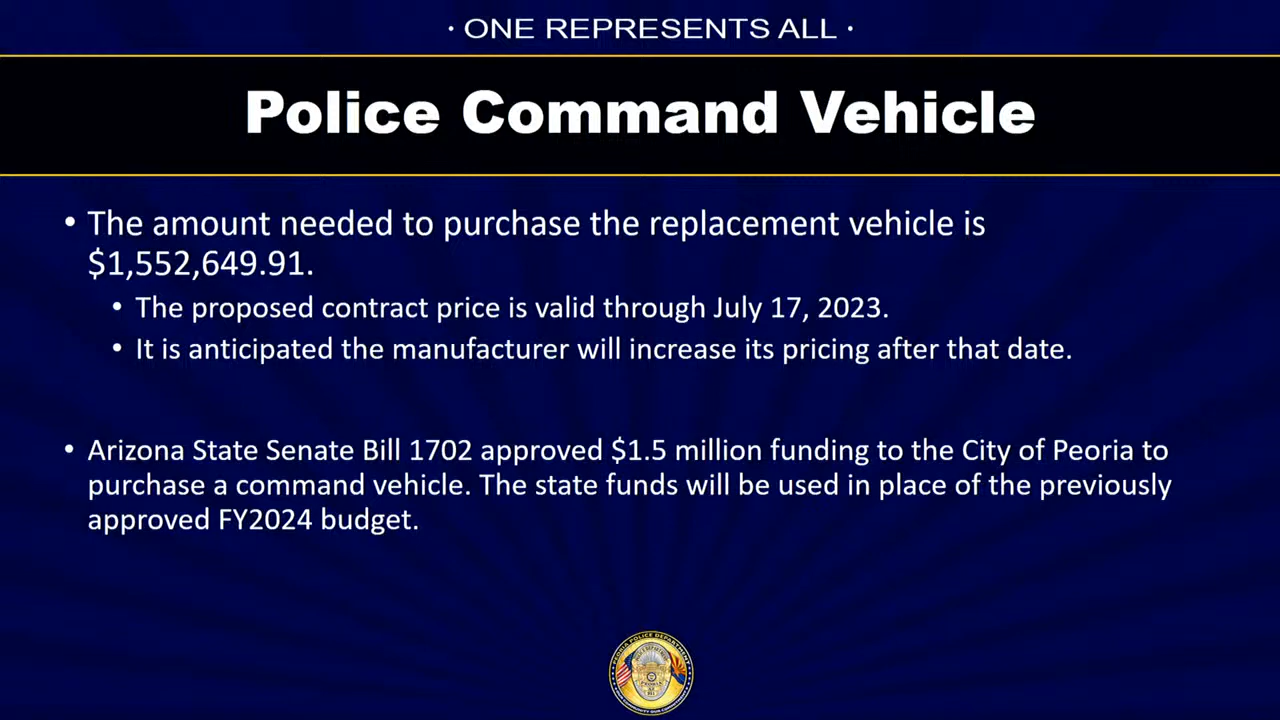 · ONE REPRESENTS ALL ·
Police Command Vehicle
• The amount needed to purchase the replacement vehicle is
$1,552,649.91.
• The proposed contract price is valid through July 17, 2023.
• It is anticipated the manufacturer will increase its pricing after that date.
• Arizona State Senate Bill 1702 approved $1.5 million funding to the City of Peoria to
purchase a command vehicle. The state funds will be used in place of the previously
approved FY2024 budget.
PEORIA POLICE DEPARTMENT